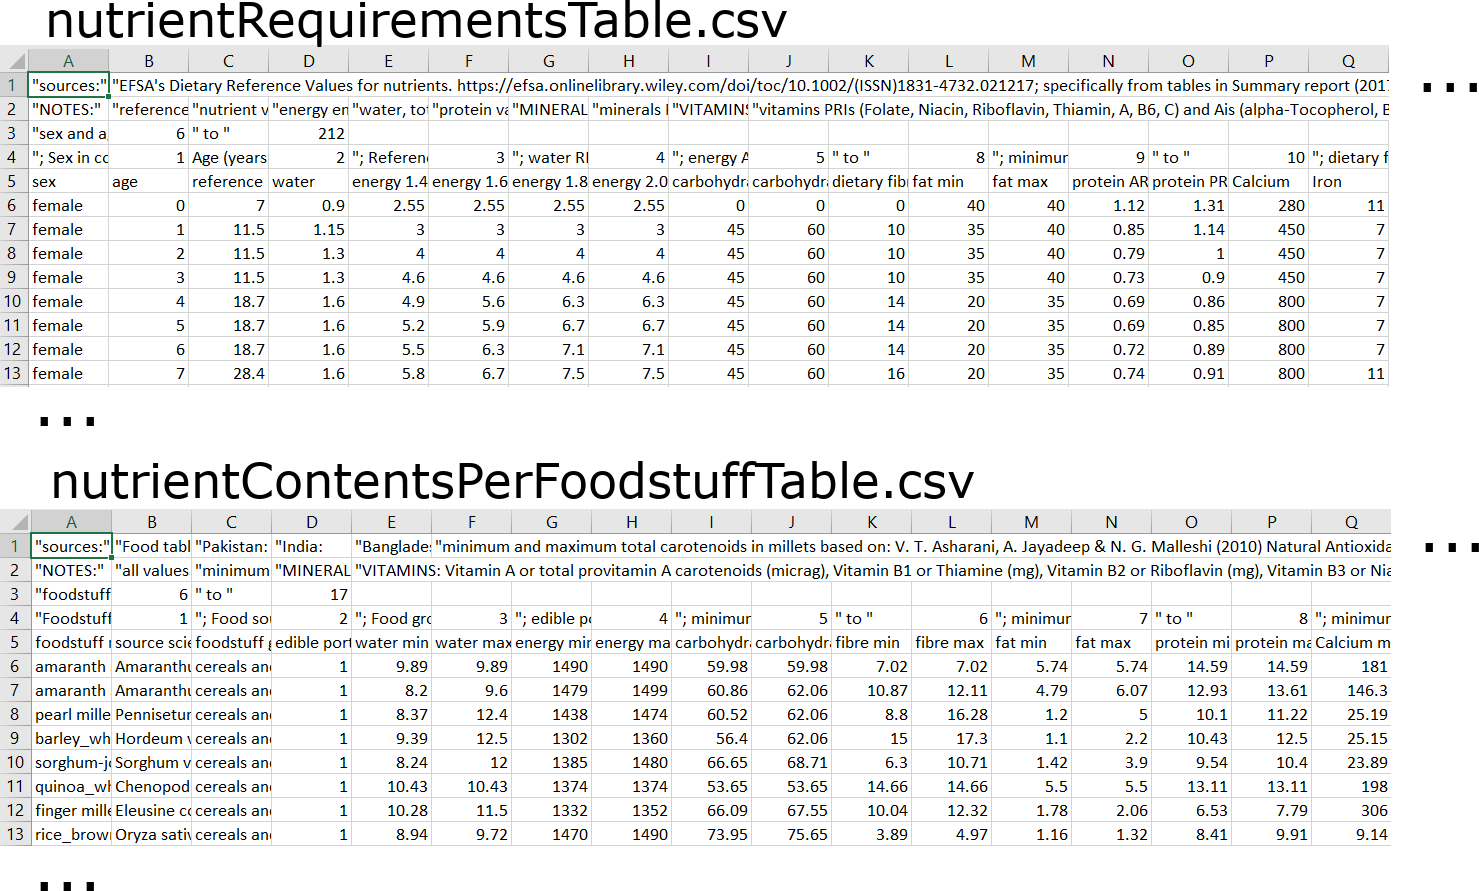 nutrientRequirementsTable.csv
A B C D E F G H I J K L M N O P Q
1 "sources:" "EFSA's Dietary Reference Values for nutrients. https://efsa.onlinelibrary.wiley.com/doi/toc/10.1002/(ISSN)1831-4732.021217; specifically from tables in Summary report (2017 ...
2 "NOTES:" "reference "nutrient v "energy en "water, to "protein va "MINERAL "minerals "VITAMINS "vitamins PRIs (Folate, Niacin, Riboflavin, Thiamin, A, B6, C) and Ais (alpha-Tocopherol, B
3 "sex and a 6 " to " 212
4 "; Sex in co 1 Age (years 2 "; Referen 3 "; water RI 4 "; energy A 5 " to " 8 "; minimur 9 " to " 10 "; dietary f
5 sex age reference water energy 1.4 energy 1.6 energy 1.8 energy 2.0 carbohydr carbohydr dietary fib fat min fat max protein AR protein PR Calcium Iron
6 female 0 7 0.9 2.55 2.55 2.55 2.55 0 0 0 40 40 1.12 1.31 280 11
7 female 1 11.5 1.15 3 3 3 3 45 60 10 35 40 0.85 1.14 450 7
8 female 2 11.5 1.3 4 4 4 4 45 60 10 35 40 0.79 1 450 7
9 female 3 11.5 1.3 4.6 4.6 4.6 4.6 45 60 10 35 40 0.73 0.9 450 7
10 female 4 18.7 1.6 4.9 5.6 6.3 6.3 45 60 14 20 35 0.69 0.86 800 7
11 female 5 18.7 1.6 5.2 5.9 6.7 6.7 45 60 14 20 35 0.69 0.85 800 7
12 female 6 18.7 1.6 5.5 6.3 7.1 7.1 45 60 14 20 35 0.72 0.89 800 7
13 female 7 28.4 1.6 5.8 6.7 7.5 7.5 45 60 16 20 35 0.74 0.91 800 11
...
nutrientContentsPerFoodstuffTable.csv
A B C D E F G H I J K L M N O P Q
1 "sources:" "Food tabl "Pakistan: "India: "Banglade "minimum and maximum total carotenoids in millets based on: V. T. Asharani, A. Jayadeep & N. G. Malleshi (2010) Natural Antioxida ...
2 "NOTES:" "all values "minimum "MINERAL "VITAMINS: Vitamin A or total provitamin A carotenoids (micrag), Vitamin B1 or Thiamine (mg), Vitamin B2 or Riboflavin (mg), Vitamin B3 or Nia
3 "foodstuff 6 " to " 17
4 "Foodstuff 1 "; Food sou 2 "; Food gro 3 "; edible po 4 "; minimur 5 " to " 6 "; minimur 7 " to " 8 "; minimur
5 foodstuff source scie foodstuff edible port water min water max energy mir energy ma carbohydr carbohydr fibre min fibre max fat min fat max protein mi protein ma Calcium m
6 amaranth Amaranth cereals an 1 9.89 9.89 1490 1490 59.98 59.98 7.02 7.02 5.74 5.74 14.59 14.59 181
7 amaranth Amaranth cereals an 1 8.2 9.6 1479 1499 60.86 62.06 10.87 12.11 4.79 6.07 12.93 13.61 146.3
8 pearl mille Pennisetur cereals an 1 8.37 12.4 1438 1474 60.52 62.06 8.8 16.28 1.2 5 10.1 11.22 25.19
9 barley_wh Hordeum v cereals an 1 9.39 12.5 1302 1360 56.4 62.06 15 17.3 1.1 2.2 10.43 12.5 25.15
10 sorghum-j Sorghum v cereals an 1 8.24 12 1385 1480 66.65 68.71 6.3 10.71 1.42 3.9 9.54 10.4 23.89
11 quinoa_wh Chenopod cereals an 1 10.43 10.43 1374 1374 53.65 53.65 14.66 14.66 5.5 5.5 13.11 13.11 198
12 finger mille Eleusine co cereals an 1 10.28 11.5 1332 1352 66.09 67.55 10.04 12.32 1.78 2.06 6.53 7.79 306
13 rice_brow Oryza sativ cereals an 1 8.94 9.72 1470 1490 73.95 75.65 3.89 4.97 1.16 1.32 8.41 9.91 9.14
...